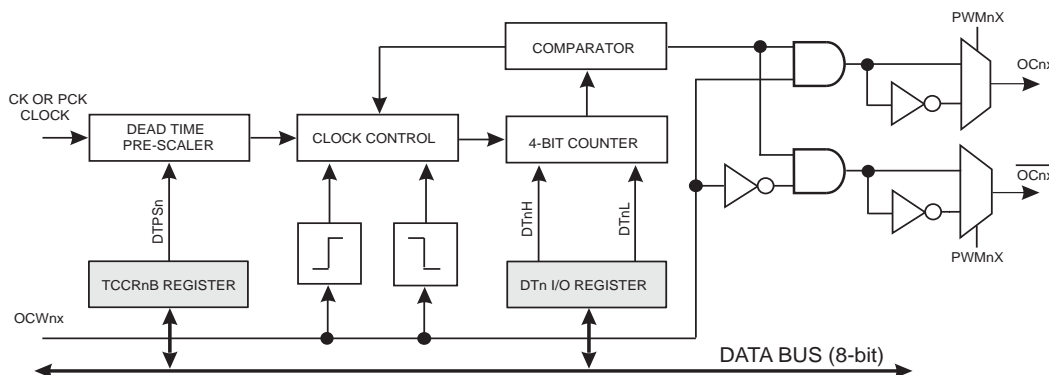 PWMnX
COMPARATOR
OCnx
CK OR PCK
CLOCK
DEAD TIME
PRE-SCALER
CLOCK CONTROL
4-BIT COUNTER
DTPSn
DTnH
DTnL
OCnx
TCCRnB REGISTER
DTn I/O REGISTER
PWMnX
OCWnx
DATA BUS (8-bit)